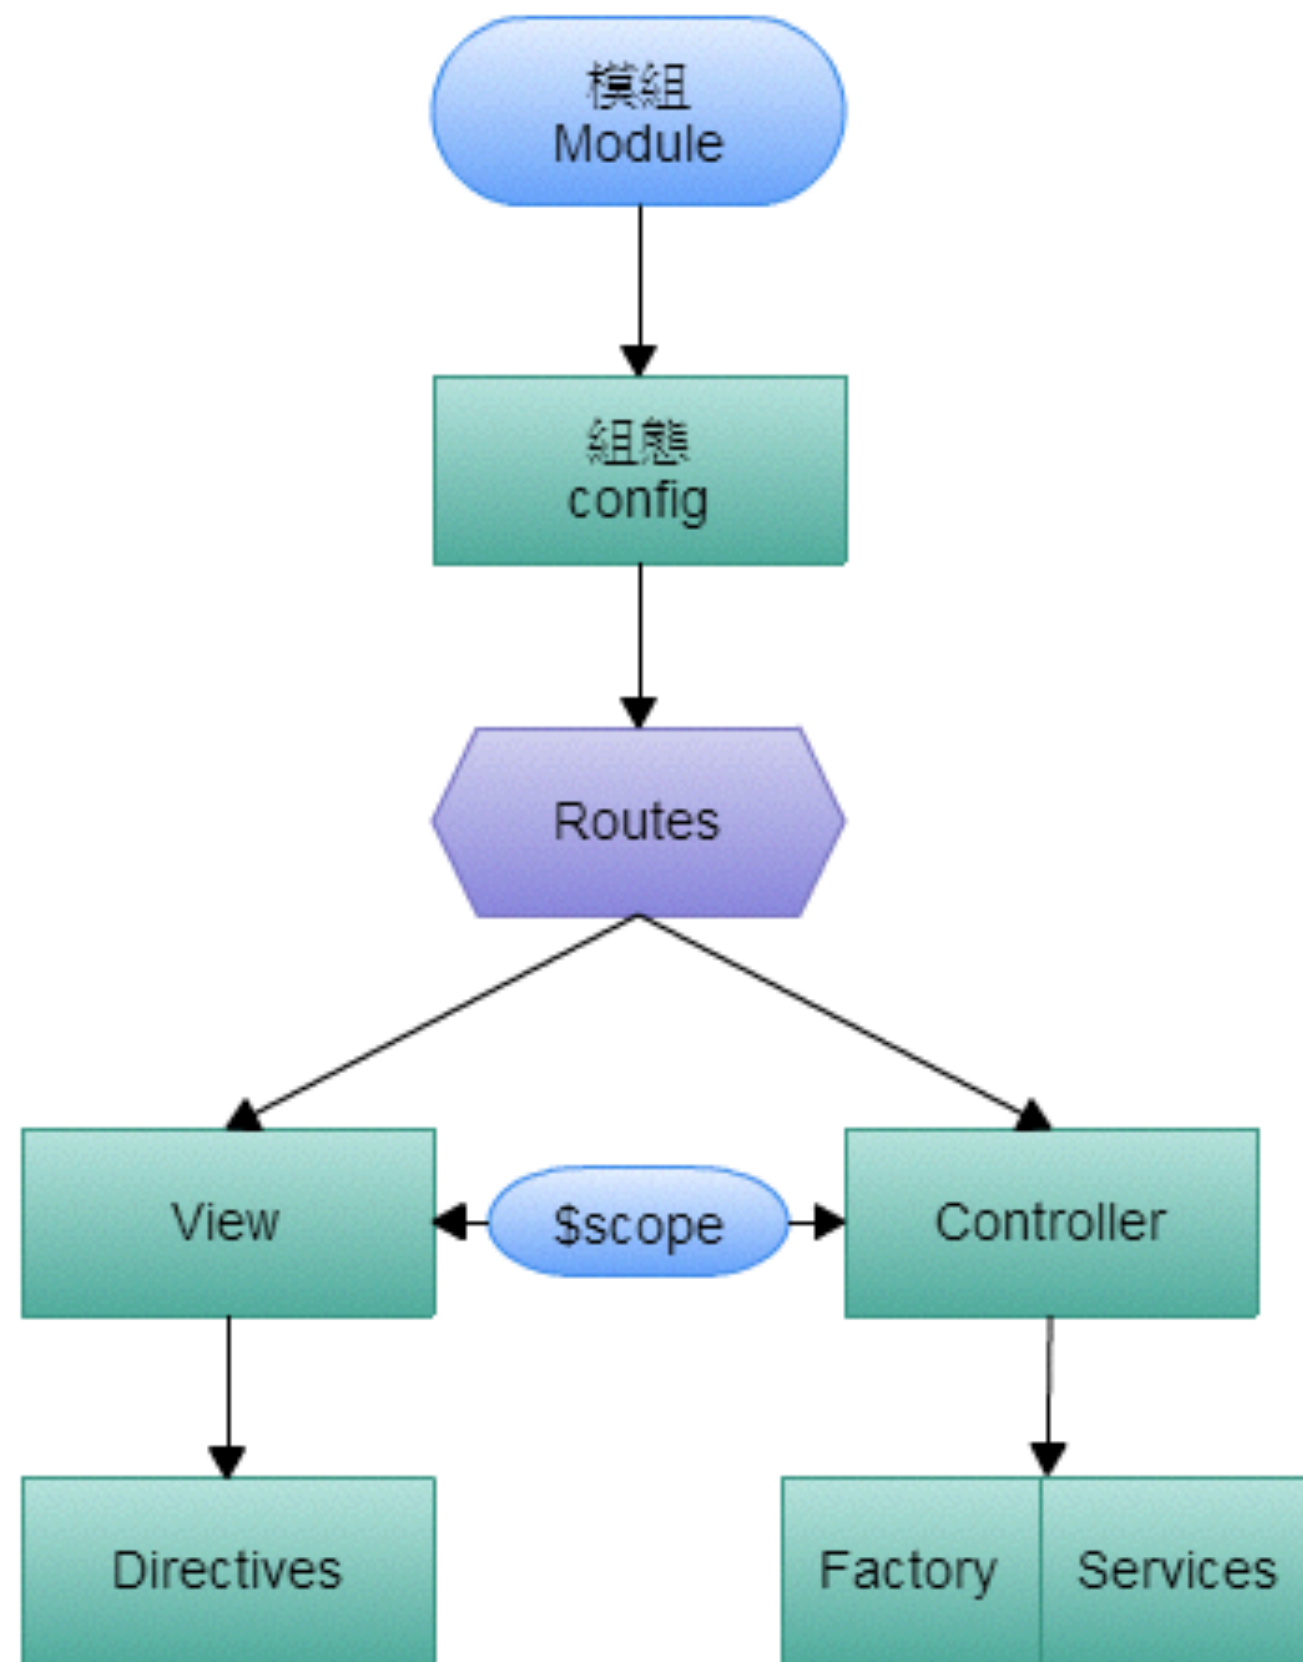 模組
Module
組態
config
Routes
View
$scope
Controller
Directives
Factory
Services